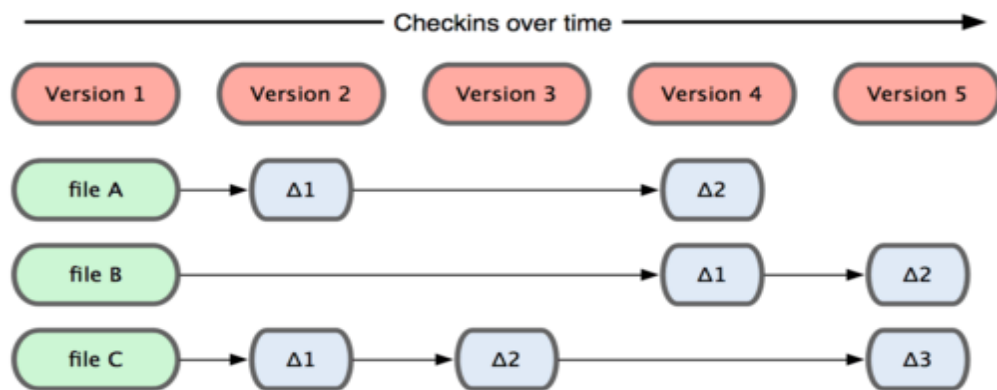 Checkins over time
Version 1 Version 2 Version 3 Version 4 Version 5
file A Δ1 Δ2
file B Δ1 Δ2
file C Δ1 Δ2 Δ3